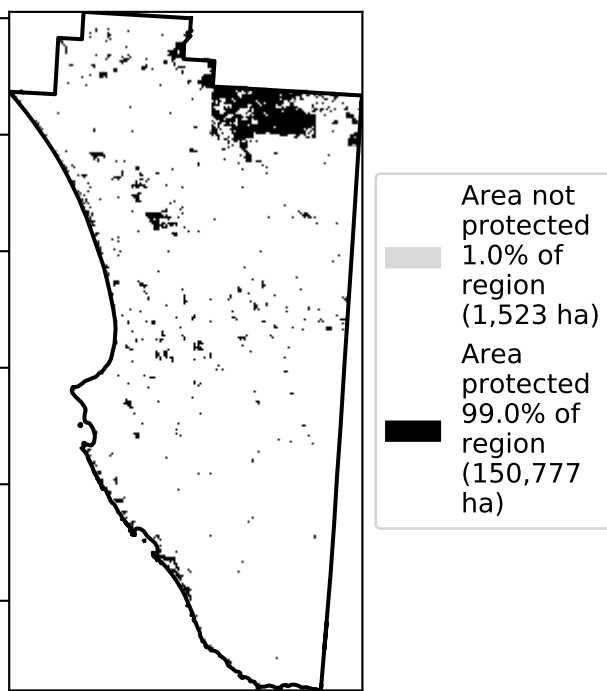 Area not
protected
1.0% of
region
(1,523 ha)
Area
protected
99.0% of
region
(150,777
ha)